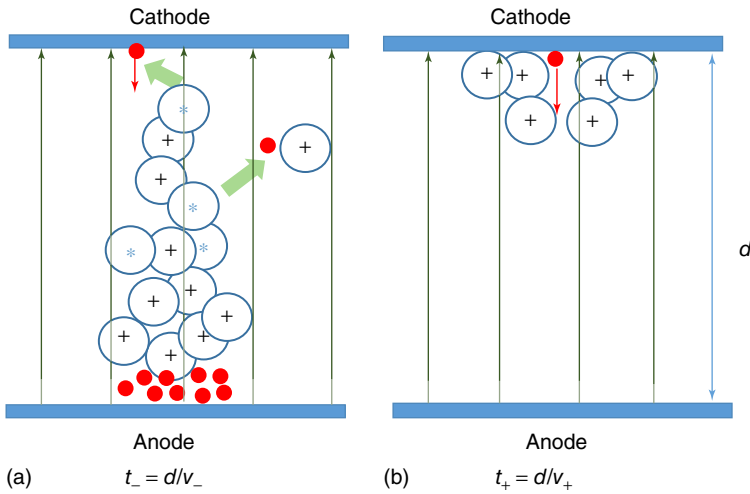 Cathode
Cathode
*
+
+
+
*
*
+
*
+
+
+
+
+
+
+
+
+
+
+
d
Anode
Anode
(a) t₋ = d/v₋
(b) t₊ = d/v₊